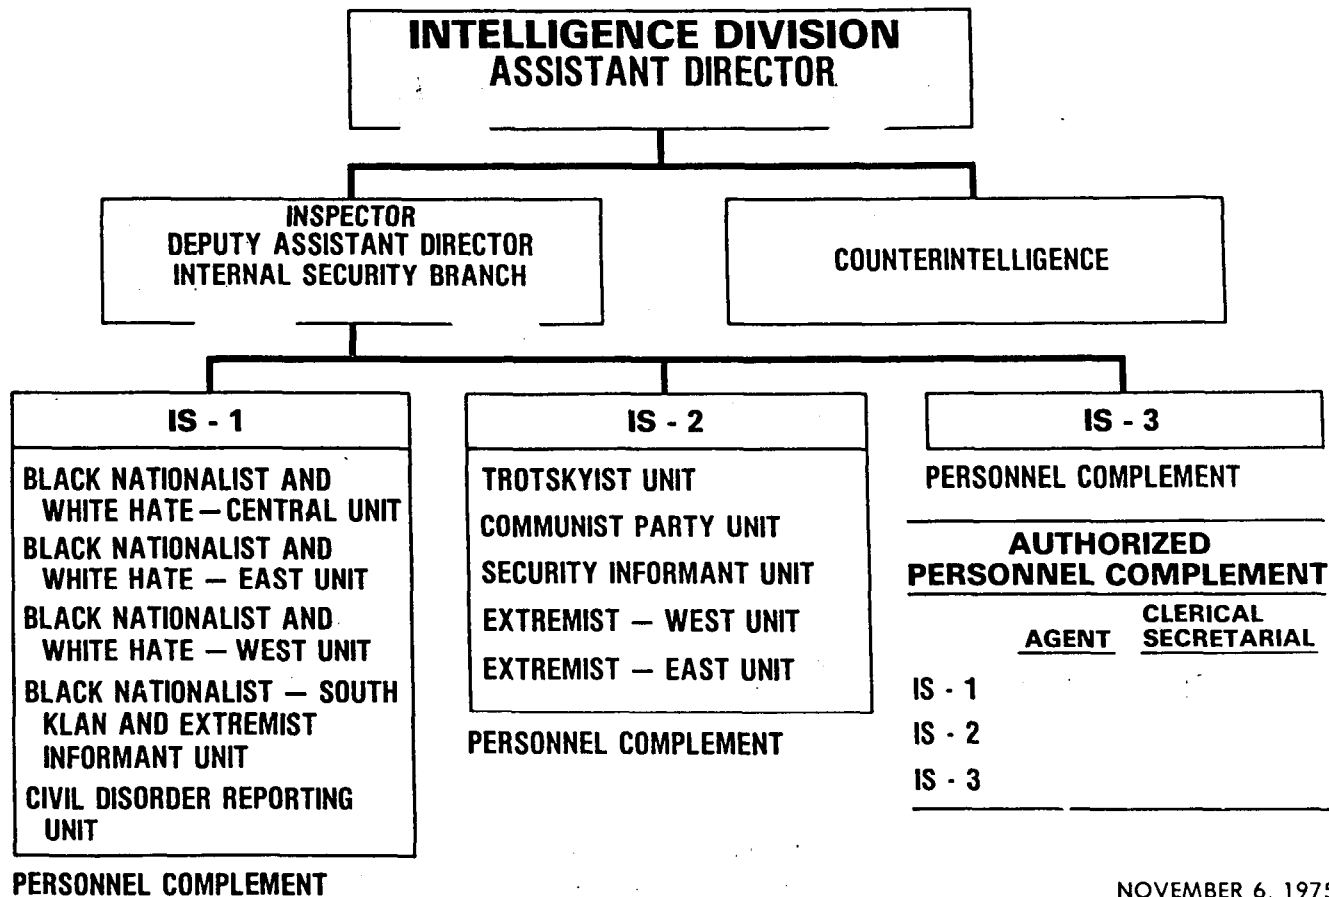 INTELLIGENCE DIVISION
ASSISTANT DIRECTOR
INSPECTOR
DEPUTY ASSISTANT DIRECTOR
INTERNAL SECURITY BRANCH
COUNTERINTELLIGENCE
IS - 1
BLACK NATIONALIST AND
WHITE HATE — CENTRAL UNIT
BLACK NATIONALIST AND
WHITE HATE — EAST UNIT
BLACK NATIONALIST AND
WHITE HATE — WEST UNIT
BLACK NATIONALIST — SOUTH
KLAN AND EXTREMIST
INFORMANT UNIT
CIVIL DISORDER REPORTING
UNIT
PERSONNEL COMPLEMENT
IS - 2
TROTSKYIST UNIT
COMMUNIST PARTY UNIT
SECURITY INFORMANT UNIT
EXTREMIST — WEST UNIT
EXTREMIST — EAST UNIT
PERSONNEL COMPLEMENT
IS - 3
PERSONNEL COMPLEMENT
AUTHORIZED
PERSONNEL COMPLEMENT
CLERICAL
AGENT SECRETARIAL
IS - 1
IS - 2
IS - 3
NOVEMBER 6, 1975